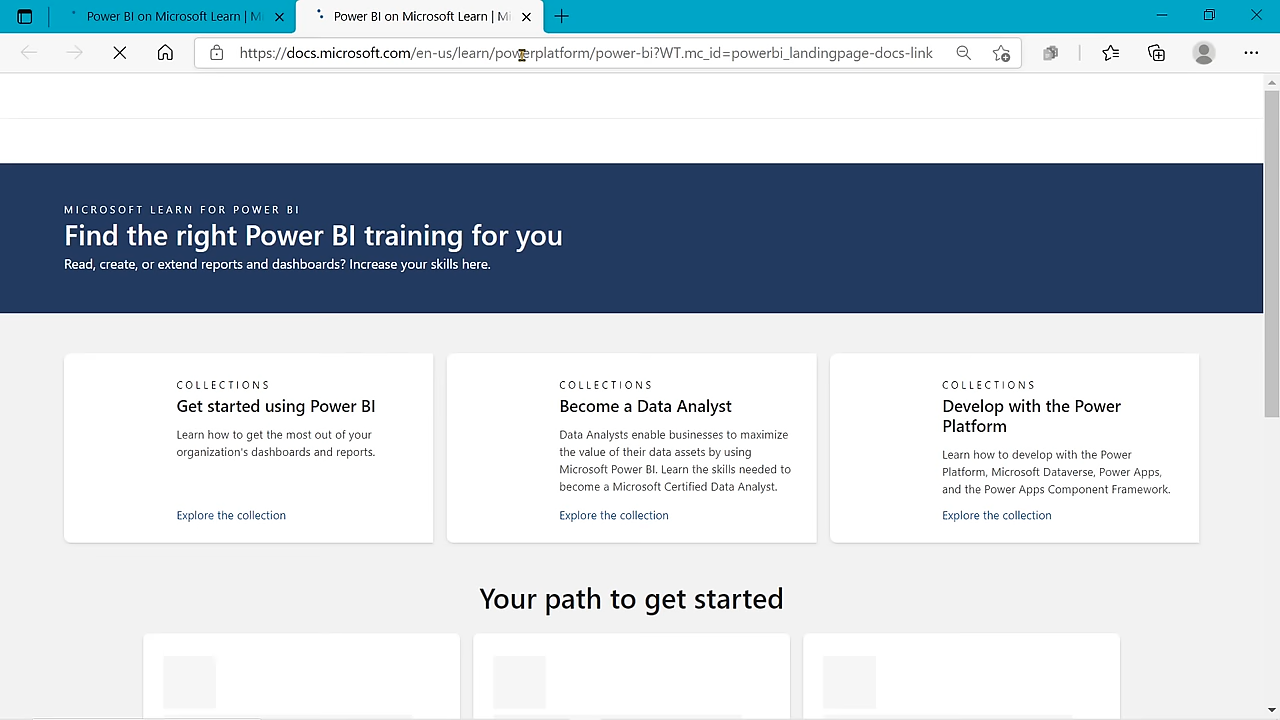 Power BI on Microsoft Learn | M
Power BI on Microsoft Learn | Mi
https://docs.microsoft.com/en-us/learn/powerplatform/power-bi?WT.mc_id=powerbi_landingpage-docs-link
MICROSOFT LEARN FOR POWER BI
Find the right Power BI training for you
Read, create, or extend reports and dashboards? Increase your skills here.
COLLECTIONS
Get started using Power BI
Learn how to get the most out of your
organization's dashboards and reports.
Explore the collection
COLLECTIONS
Become a Data Analyst
Data Analysts enable businesses to maximize
the value of their data assets by using
Microsoft Power BI. Learn the skills needed to
become a Microsoft Certified Data Analyst.
Explore the collection
COLLECTIONS
Develop with the Power
Platform
Learn how to develop with the Power
Platform, Microsoft Dataverse, Power Apps,
and the Power Apps Component Framework.
Explore the collection
Your path to get started